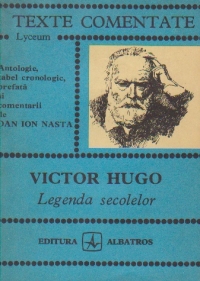 TEXTE COMENTATE
Lyceum
Antologie,
tabel cronologic,
prefață
și
comentarii
de
DAN ION NASTA
VICTOR HUGO
Legenda secolelor
EDITURA ALBATROS